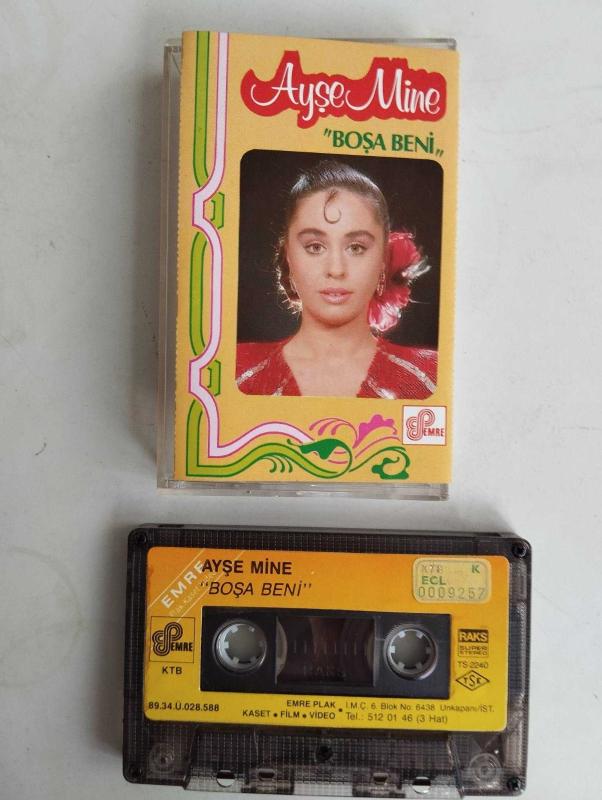 Ayşe Mine
"BOŞA BENİ"
EMRE
EMRE
AYŞE MİNE
"BOŞA BENİ"
K
ECL
0009257
EMRE
KTB
RAKS
RAKS
SUPER
STEREO
TS-2240
TSK
89.34.Ü.028.588
EMRE PLAK • İ.M.Ç. 6. Blok No: 6438 Unkapanı/İST.
KASET • FİLM • VİDEO Tel.: 512 01 46 (3 Hat)